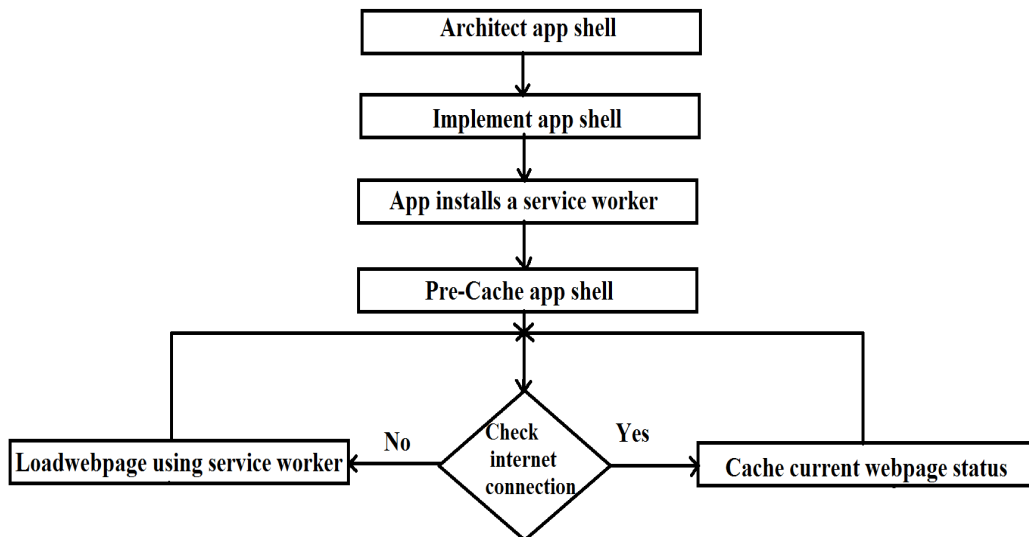 Architect app shell
Implement app shell
App installs a service worker
Pre-Cache app shell
No
Check
internet
connection
Yes
Loadwebpage using service worker
Cache current webpage status